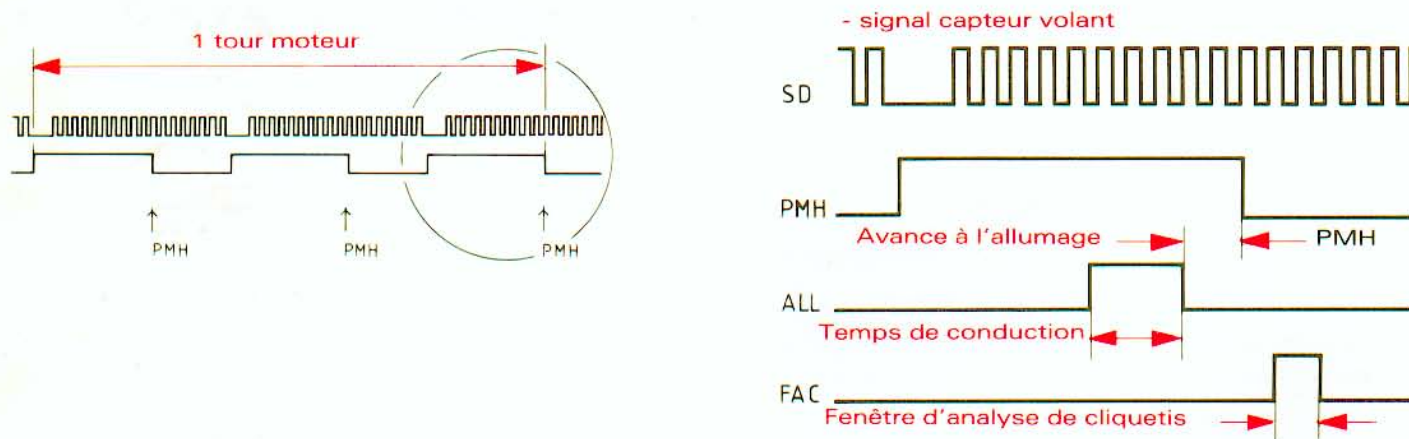 1 tour moteur
PMH
PMH
PMH
- signal capteur volant
SD
PMH
Avance à l'allumage
PMH
ALL
Temps de conduction
FAC
Fenêtre d'analyse de cliquetis